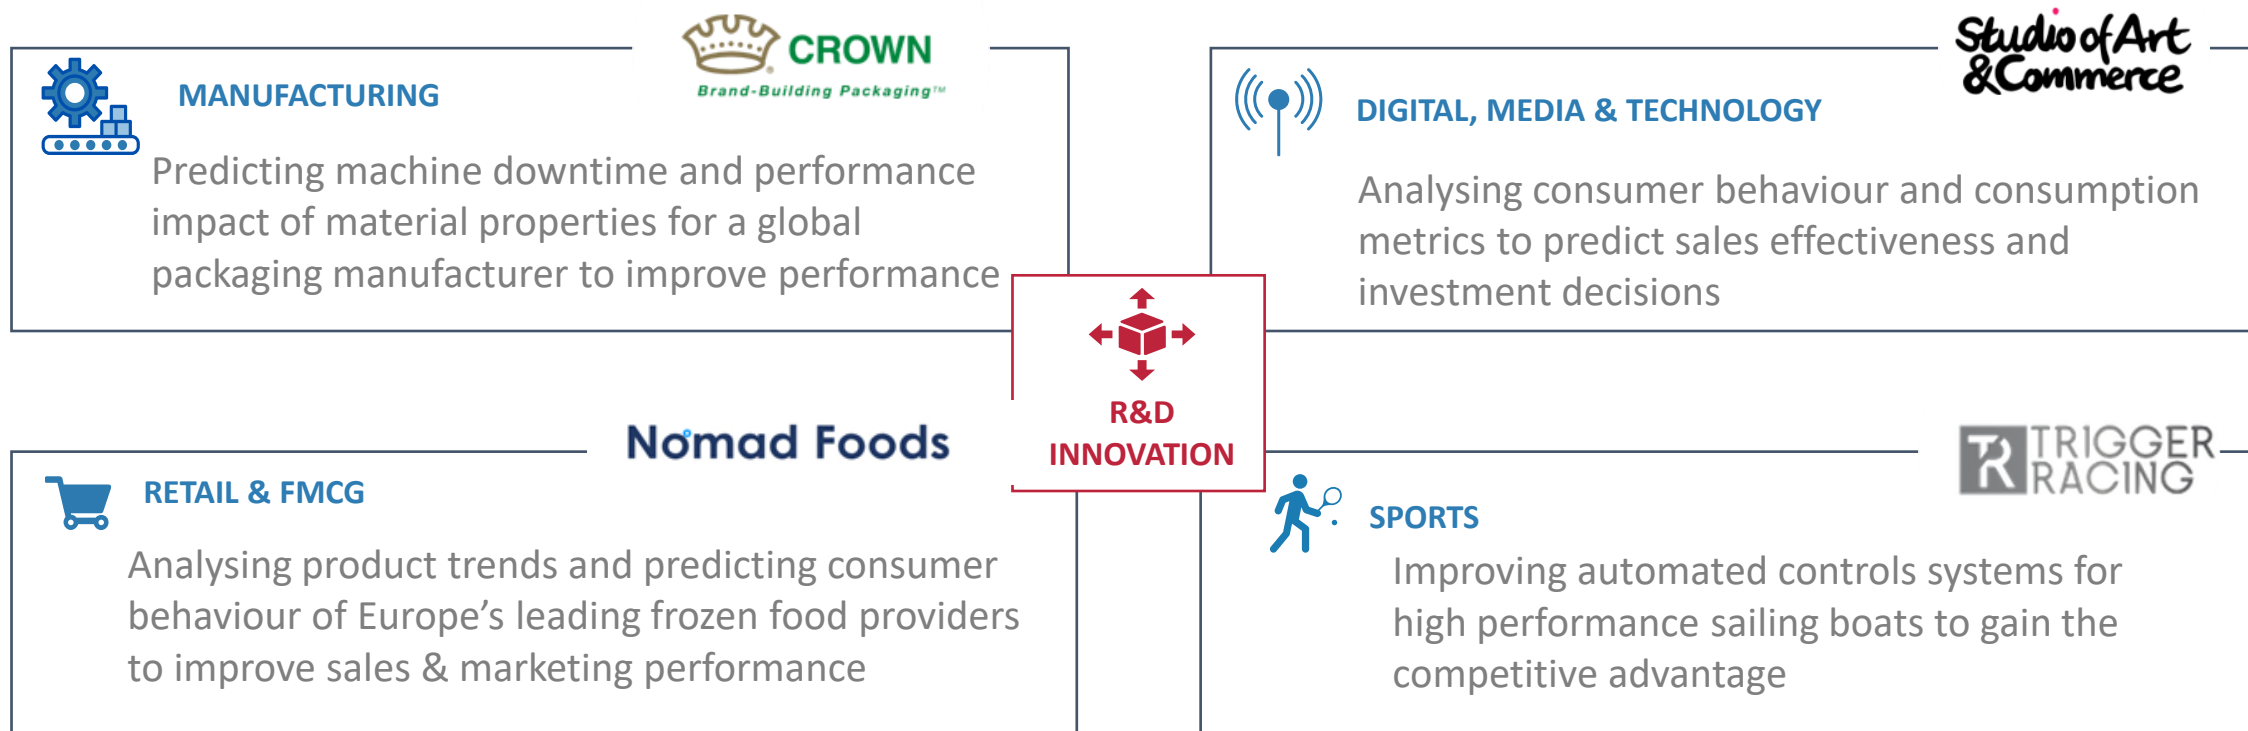 CROWN
Brand-Building Packaging™
MANUFACTURING
Predicting machine downtime and performance
impact of material properties for a global
packaging manufacturer to improve performance
Studio of Art
&Commerce
DIGITAL, MEDIA & TECHNOLOGY
Analysing consumer behaviour and consumption
metrics to predict sales effectiveness and
investment decisions
R&D
INNOVATION
Nomad Foods
RETAIL & FMCG
Analysing product trends and predicting consumer
behaviour of Europe’s leading frozen food providers
to improve sales & marketing performance
TR TRIGGER
RACING
SPORTS
Improving automated controls systems for
high performance sailing boats to gain the
competitive advantage